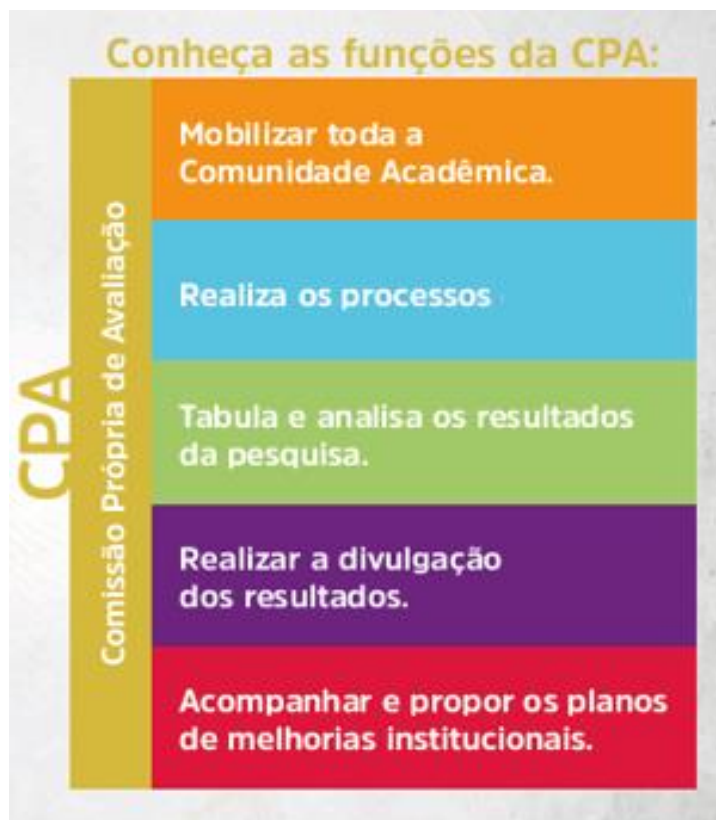 Conheça as funções da CPA:
CPA
Comissão Própria de Avaliação
Mobilizar toda a
Comunidade Acadêmica.
Realiza os processos
Tabula e analisa os resultados
da pesquisa.
Realizar a divulgação
dos resultados.
Acompanhar e propor os planos
de melhorias institucionais.